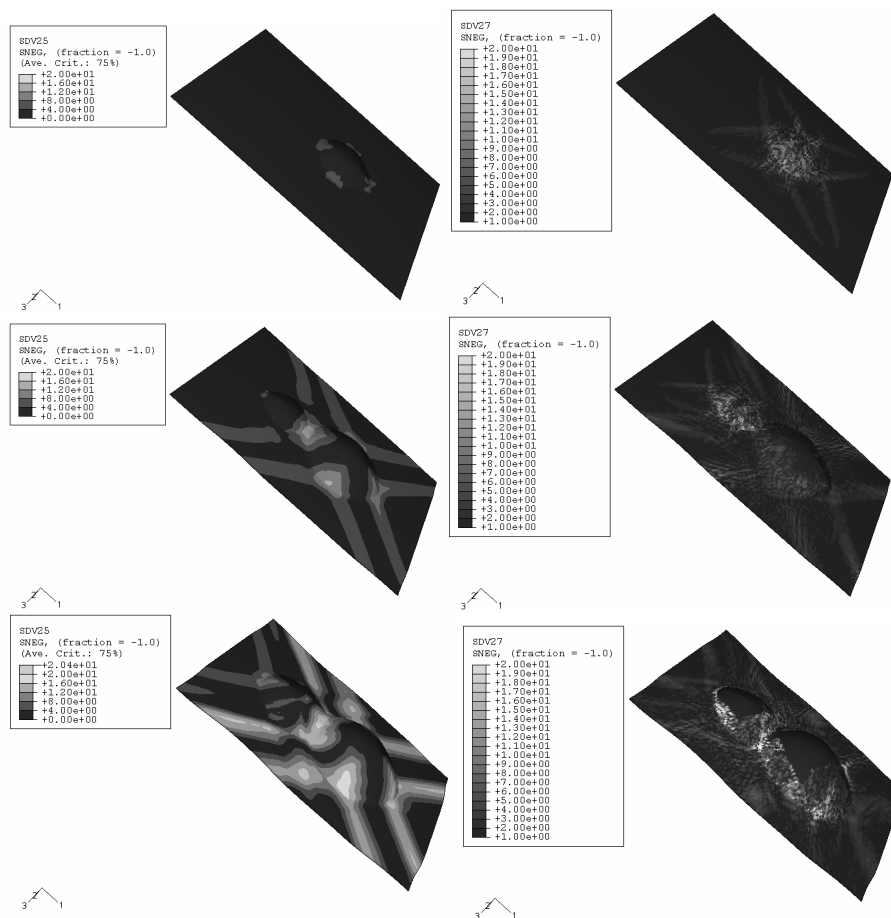 SDV25
SNEG, (fraction = -1.0)
(Ave. Crit.: 75%)
+2.00e+01
+1.60e+01
+1.20e+01
+8.00e+00
+4.00e+00
+0.00e+00
3 2 1
SDV27
SNEG, (fraction = -1.0)
+2.00e+01
+1.90e+01
+1.80e+01
+1.70e+01
+1.60e+01
+1.50e+01
+1.40e+01
+1.30e+01
+1.20e+01
+1.10e+01
+1.00e+01
+9.00e+00
+8.00e+00
+7.00e+00
+6.00e+00
+5.00e+00
+4.00e+00
+3.00e+00
+2.00e+00
+1.00e+00
3 2 1
SDV25
SNEG, (fraction = -1.0)
(Ave. Crit.: 75%)
+2.00e+01
+1.60e+01
+1.20e+01
+8.00e+00
+4.00e+00
+0.00e+00
3 2 1
SDV27
SNEG, (fraction = -1.0)
+2.00e+01
+1.90e+01
+1.80e+01
+1.70e+01
+1.60e+01
+1.50e+01
+1.40e+01
+1.30e+01
+1.20e+01
+1.10e+01
+1.00e+01
+9.00e+00
+8.00e+00
+7.00e+00
+6.00e+00
+5.00e+00
+4.00e+00
+3.00e+00
+2.00e+00
+1.00e+00
3 2 1
SDV25
SNEG, (fraction = -1.0)
(Ave. Crit.: 75%)
+2.04e+01
+2.00e+01
+1.60e+01
+1.20e+01
+8.00e+00
+4.00e+00
+0.00e+00
3 2 1
SDV27
SNEG, (fraction = -1.0)
+2.00e+01
+1.90e+01
+1.80e+01
+1.70e+01
+1.60e+01
+1.50e+01
+1.40e+01
+1.30e+01
+1.20e+01
+1.10e+01
+1.00e+01
+9.00e+00
+8.00e+00
+7.00e+00
+6.00e+00
+5.00e+00
+4.00e+00
+3.00e+00
+2.00e+00
+1.00e+00
3 2 1